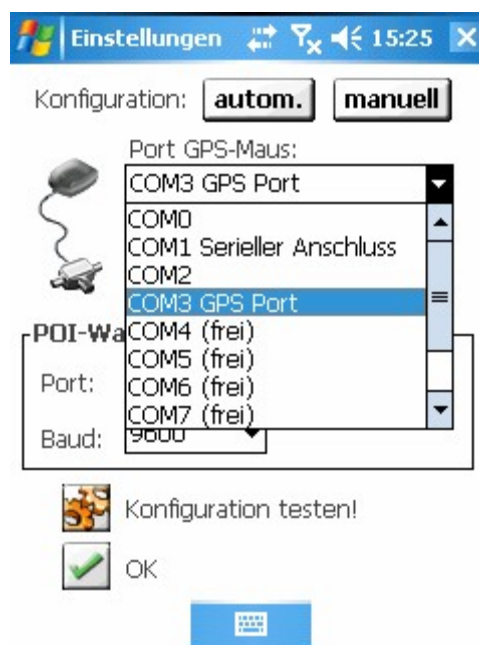 Einstellungen 15:25
Konfiguration: autom. manuell
Port GPS-Maus:
COM3 GPS Port
COM0
COM1 Serieller Anschluss
COM2
COM3 GPS Port
COM4 (frei)
COM5 (frei)
COM6 (frei)
COM7 (frei)
POI-Wa
Port:
Baud: 9600
Konfiguration testen!
OK